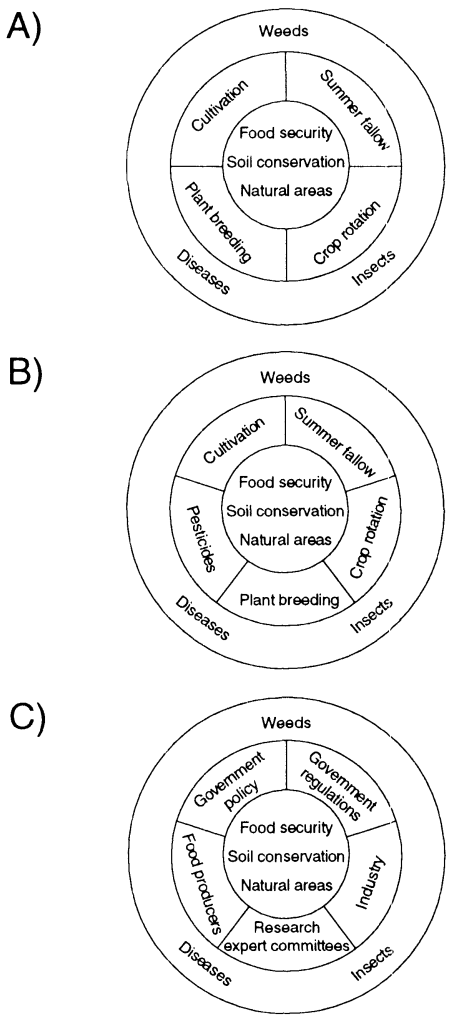 A)
Weeds
Cultivation
Summer fallow
Food security
Soil conservation
Natural areas
Plant breeding
Crop rotation
Diseases
Insects
B)
Weeds
Cultivation
Summer fallow
Food security
Soil conservation
Natural areas
Pesticides
Crop rotation
Plant breeding
Diseases
Insects
C)
Weeds
Government
policy
Government
regulations
Food security
Soil conservation
Natural areas
Food producers
Industry
Research
expert committees
Diseases
Insects